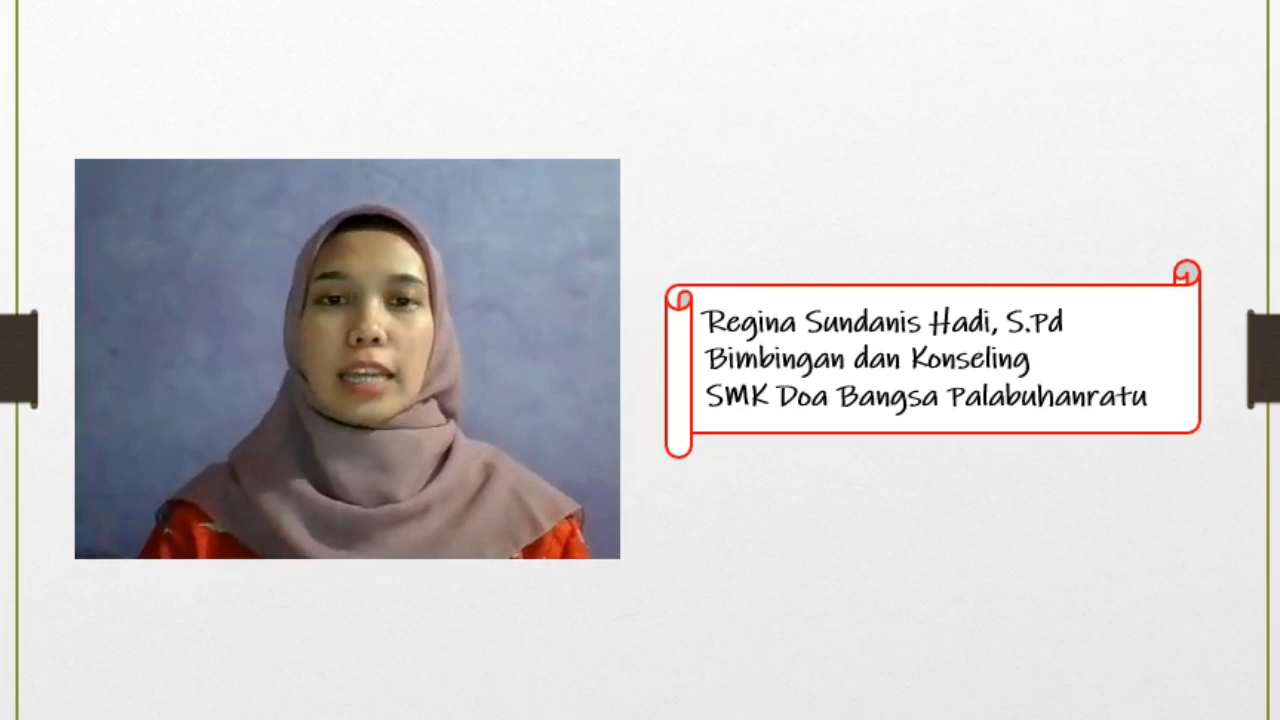 Regina Sundanis Hadi, S.Pd
Bimbingan dan Konseling
SMK Doa Bangsa Palabuhanratu